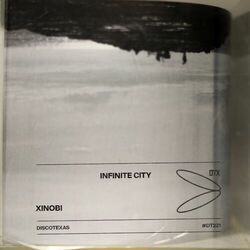 INFINITE CITY
DTX
XINOBI
DISCOTEXAS
#DT221